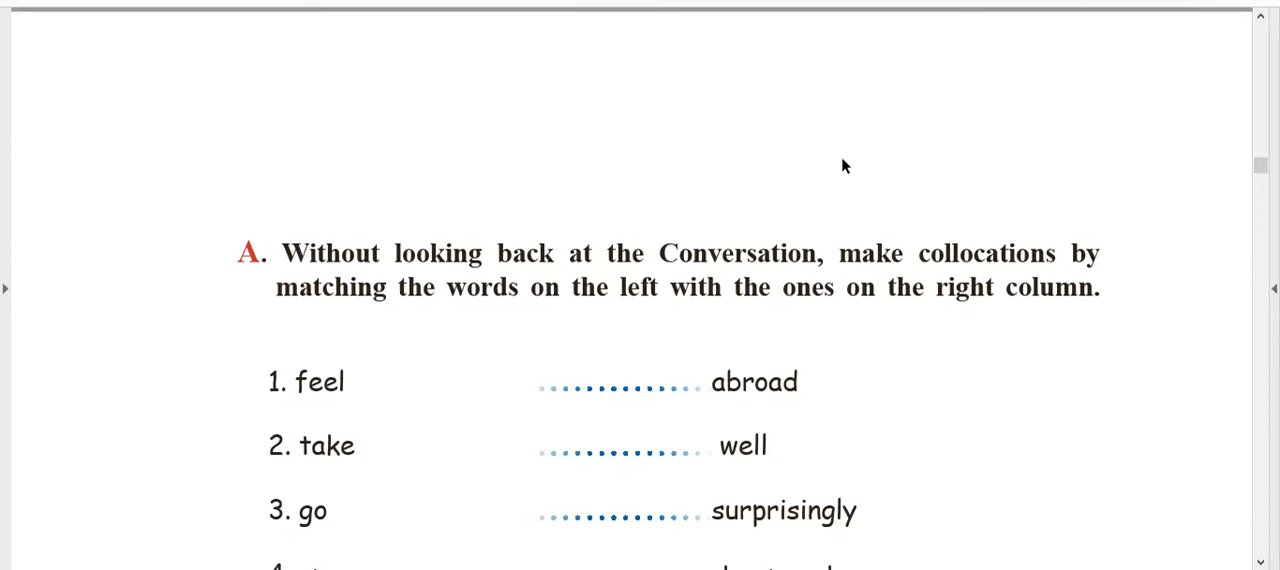 A. Without looking back at the Conversation, make collocations by
matching the words on the left with the ones on the right column.
1. feel ............. abroad
2. take ............. well
3. go ............. surprisingly